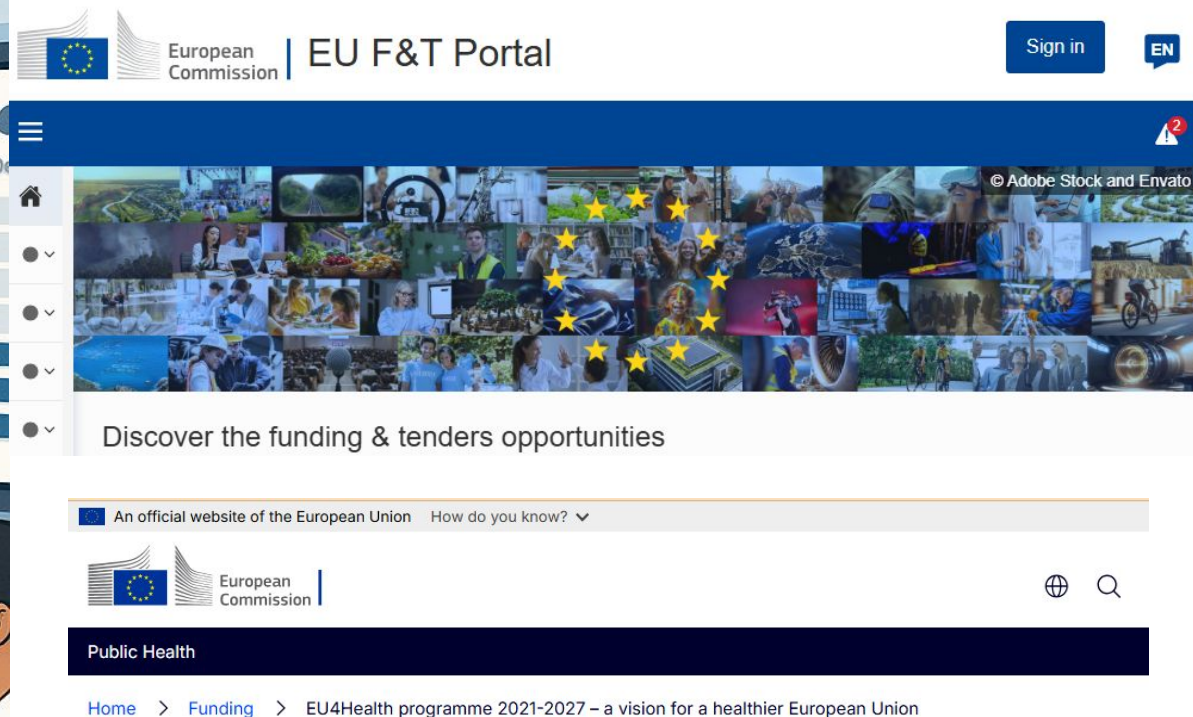 European
Commission
EU F&T Portal
Sign in
EN
2
© Adobe Stock and Envato
Discover the funding & tenders opportunities
An official website of the European Union How do you know?
European
Commission
Public Health
Home > Funding > EU4Health programme 2021-2027 – a vision for a healthier European Union